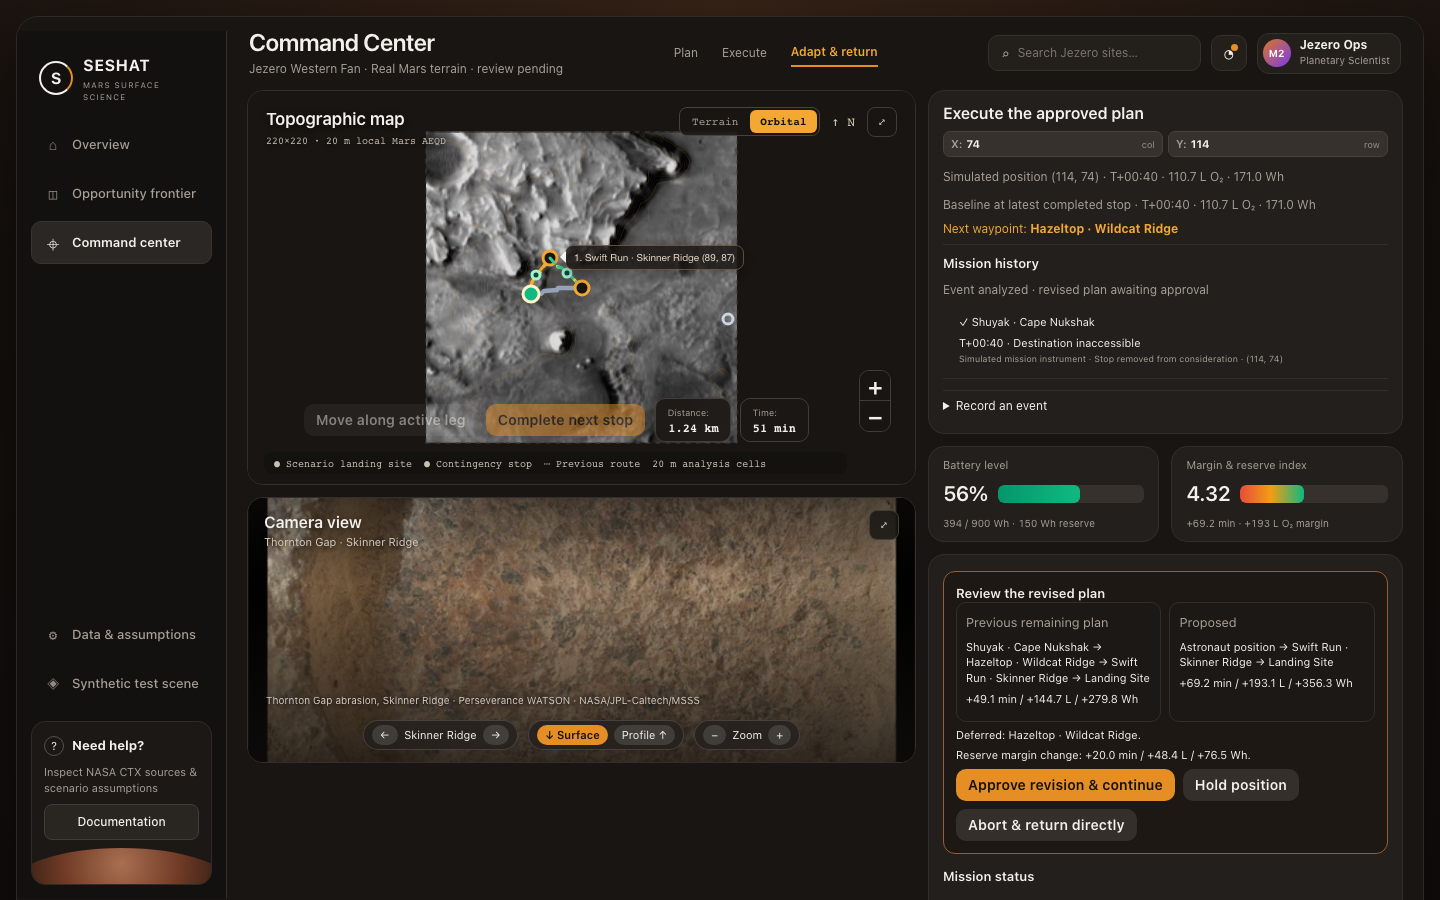 S
SESHAT
MARS SURFACE
SCIENCE
Overview
Opportunity frontier
Command center
Data & assumptions
Synthetic test scene
? Need help?
Inspect NASA CTX sources &
scenario assumptions
Documentation
Command Center
Jezero Western Fan · Real Mars terrain · review pending
Plan
Execute
Adapt & return
Search Jezero sites...
M2
Jezero Ops
Planetary Scientist
Topographic map
220×220 · 20 m local Mars AEQD
Terrain
Orbital
↑ N
1. Swift Run · Skinner Ridge (89, 87)
Move along active leg
Complete next stop
Distance:
1.24 km
Time:
51 min
+
−
● Scenario landing site ● Contingency stop ┄ Previous route 20 m analysis cells
Camera view
Thornton Gap · Skinner Ridge
Thornton Gap abrasion, Skinner Ridge · Perseverance WATSON · NASA/JPL-Caltech/MSSS
← Skinner Ridge →
↓ Surface
Profile ↑
− Zoom +
Execute the approved plan
X: 74 col
Y: 114 row
Simulated position (114, 74) · T+00:40 · 110.7 L O₂ · 171.0 Wh
Baseline at latest completed stop · T+00:40 · 110.7 L O₂ · 171.0 Wh
Next waypoint: Hazeltop · Wildcat Ridge
Mission history
Event analyzed · revised plan awaiting approval
✓ Shuyak · Cape Nukshak
T+00:40 · Destination inaccessible
Simulated mission instrument · Stop removed from consideration · (114, 74)
▶ Record an event
Battery level
56%
394 / 900 Wh · 150 Wh reserve
Margin & reserve index
4.32
+69.2 min · +193 L O₂ margin
Review the revised plan
Previous remaining plan
Shuyak · Cape Nukshak →
Hazeltop · Wildcat Ridge → Swift
Run · Skinner Ridge → Landing Site
+49.1 min / +144.7 L / +279.8 Wh
Proposed
Astronaut position → Swift Run ·
Skinner Ridge → Landing Site
+69.2 min / +193.1 L / +356.3 Wh
Deferred: Hazeltop · Wildcat Ridge.
Reserve margin change: +20.0 min / +48.4 L / +76.5 Wh.
Approve revision & continue
Hold position
Abort & return directly
Mission status